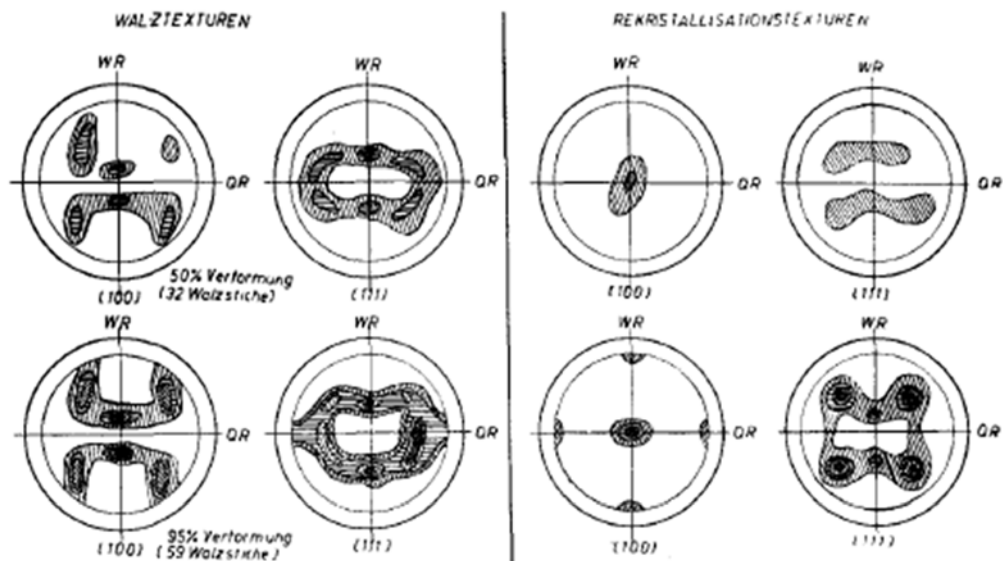 WALZTEXTUREN
REKRISTALLISATIONSTEXTUREN
WR
WR
WR
WR
QR
QR
QR
QR
50% Verformung
(32 Walzstiche)
(100)
(111)
(100)
(111)
WR
WR
WR
WR
QR
QR
QR
QR
95% Verformung
(59 Walzstiche)
(100)
(111)
(100)
(111)